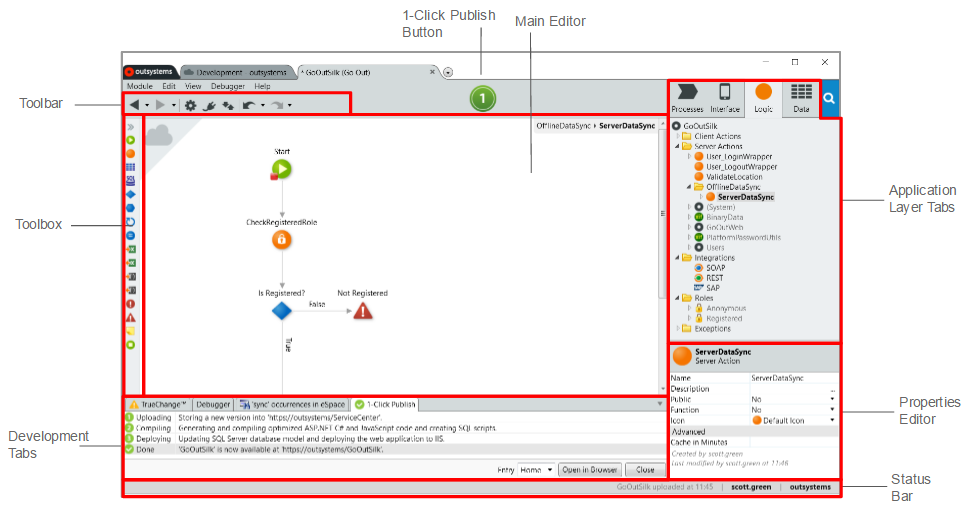 1-Click Publish
Button
Main Editor
outsystems
Development - outsystems
* GoOutSilk (Go Out)
Module Edit View Debugger Help
1
Processes Interface Logic Data
Toolbar
OfflineDataSync ▸ ServerDataSync
Start
CheckRegisteredRole
Is Registered?
False
Not Registered
True
Toolbox
GoOutSilk
Client Actions
Server Actions
User_LoginWrapper
User_LogoutWrapper
ValidateLocation
OfflineDataSync
ServerDataSync
(System)
BinaryData
GoOutWeb
PlatformPasswordUtils
Users
Integrations
SOAP
REST
SAP
Roles
Anonymous
Registered
Exceptions
Application
Layer Tabs
ServerDataSync
Server Action
Name ServerDataSync
Description ...
Public No
Function No
Icon Default Icon
Advanced
Cache in Minutes
Created by scott.green
Last modified by scott.green at 11:48
Properties
Editor
TrueChange™ Debugger 'sync' occurrences in eSpace 1-Click Publish
1 Uploading Storing a new version into 'https://outsystems/ServiceCenter'.
2 Compiling Generating and compiling optimized ASP.NET C# and JavaScript code and creating SQL scripts.
3 Deploying Updating SQL Server database model and deploying the web application to IIS.
Done 'GoOutSilk' is now available at 'https://outsystems/GoOutSilk'.
Entry Home Open in Browser Close
Development
Tabs
GoOutSilk uploaded at 11:45 | scott.green | outsystems
Status
Bar